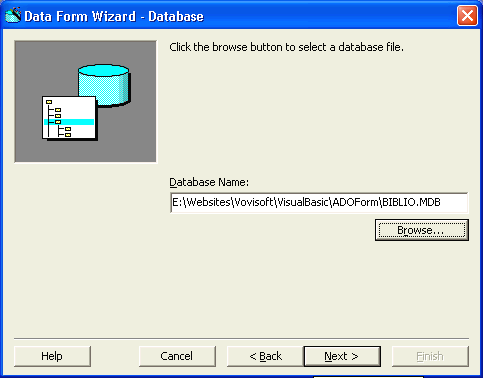 Data Form Wizard - Database
Click the browse button to select a database file.
Database Name:
E:\Websites\Vovisoft\VisualBasic\ADOForm\BIBLIO.MDB
Browse...
Help Cancel < Back Next > Finish